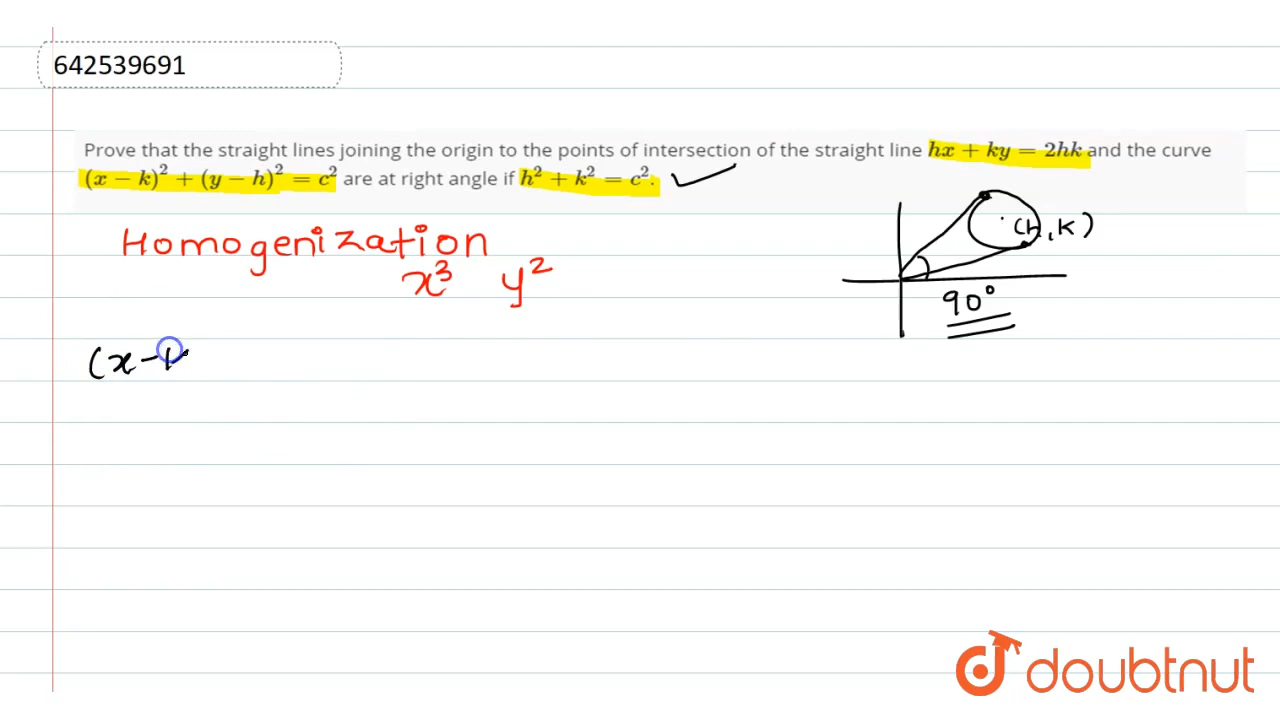 642539691
Prove that the straight lines joining the origin to the points of intersection of the straight line hx + ky = 2hk and the curve
(x − k)² + (y − h)² = c² are at right angle if h² + k² = c².
(h, k)
Homogenization
x³ y²
90°
(x-k
doubtnut